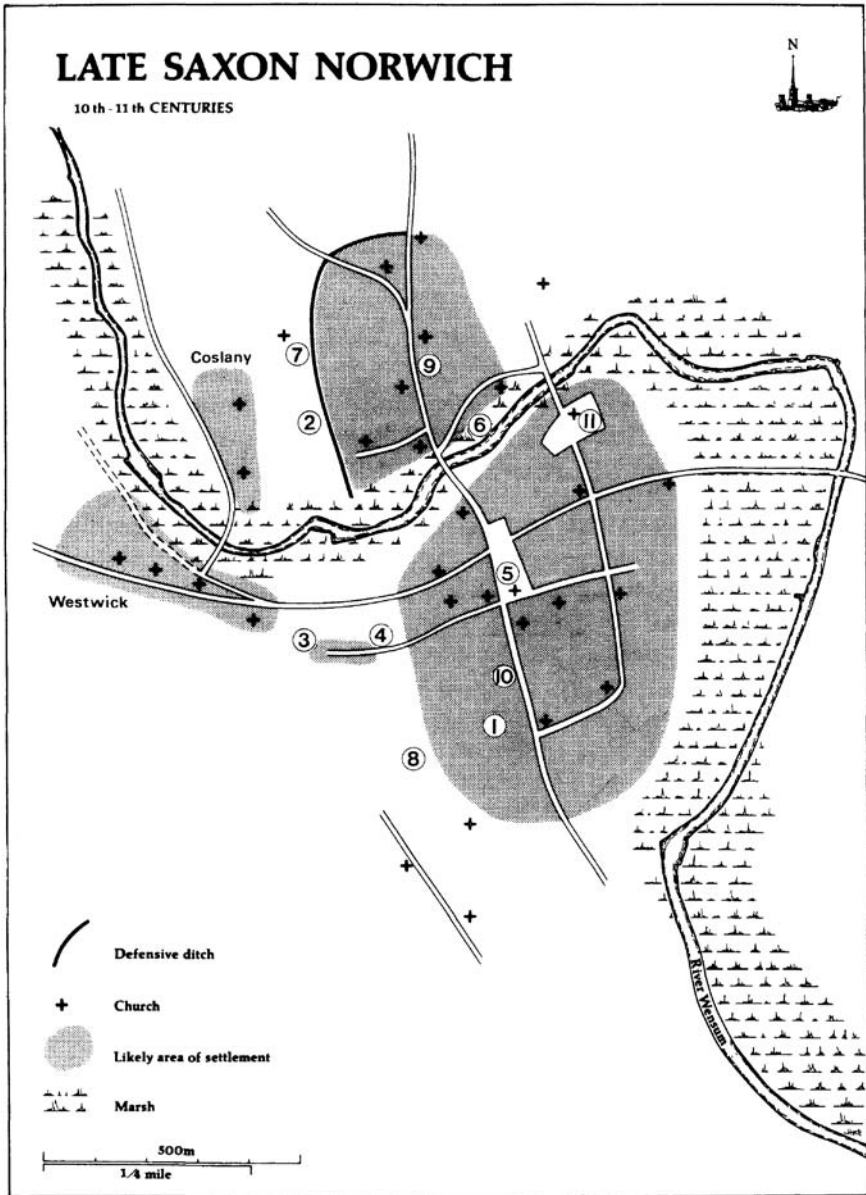 LATE SAXON NORWICH
10th - 11th CENTURIES
N
Coslany
7
9
2
6
11
Westwick
5
3
4
10
1
8
Defensive ditch
Church
Likely area of settlement
Marsh
River Wensum
500m
1/4 mile